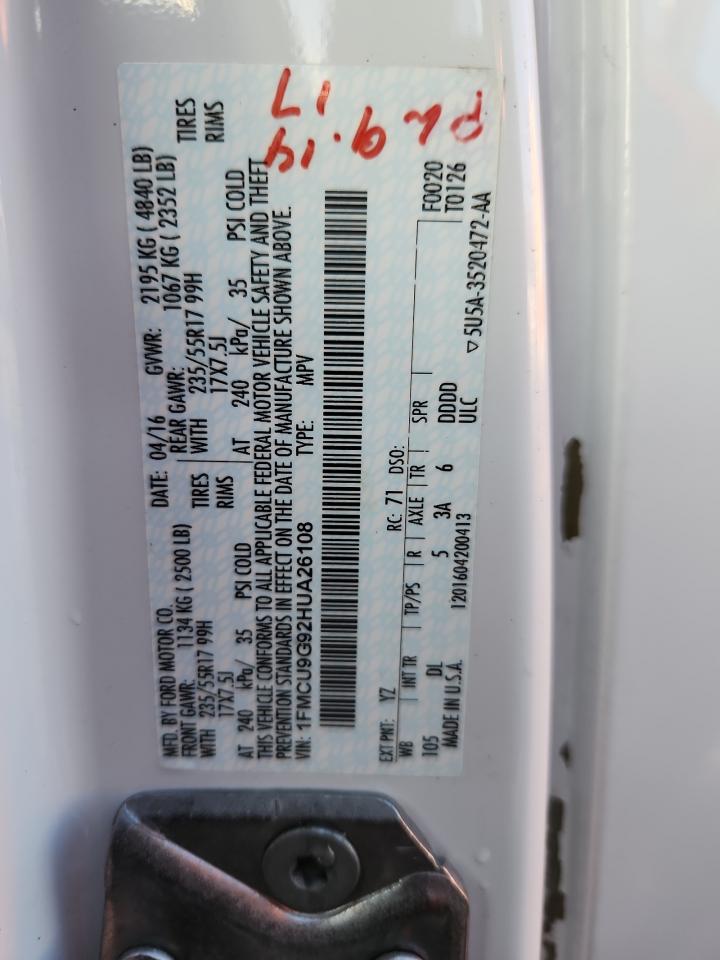 MFD. BY FORD MOTOR CO. DATE: 04/16 GVWR: 2195 KG ( 4840 LB)
FRONT GAWR: 1134 KG ( 2500 LB) REAR GAWR: 1067 KG ( 2352 LB)
WITH 235/55R17 99H TIRES WITH 235/55R17 99H TIRES
17X7.5J RIMS 17X7.5J RIMS
AT 240 kPa/ 35 PSI COLD AT 240 kPa/ 35 PSI COLD
THIS VEHICLE CONFORMS TO ALL APPLICABLE FEDERAL MOTOR VEHICLE SAFETY AND THEFT
PREVENTION STANDARDS IN EFFECT ON THE DATE OF MANUFACTURE SHOWN ABOVE.
VIN: 1FMCU9G92HUA26108 TYPE: MPV
EXT PNT: YZ RC: 71 DSO:
WB INT TR TP/PS R AXLE TR SPR F0020
105 DL 5 3A 6 DDDD T0126
MADE IN U.S.A. 1201604200413 ULC
▽5U5A-3520472-AA
17